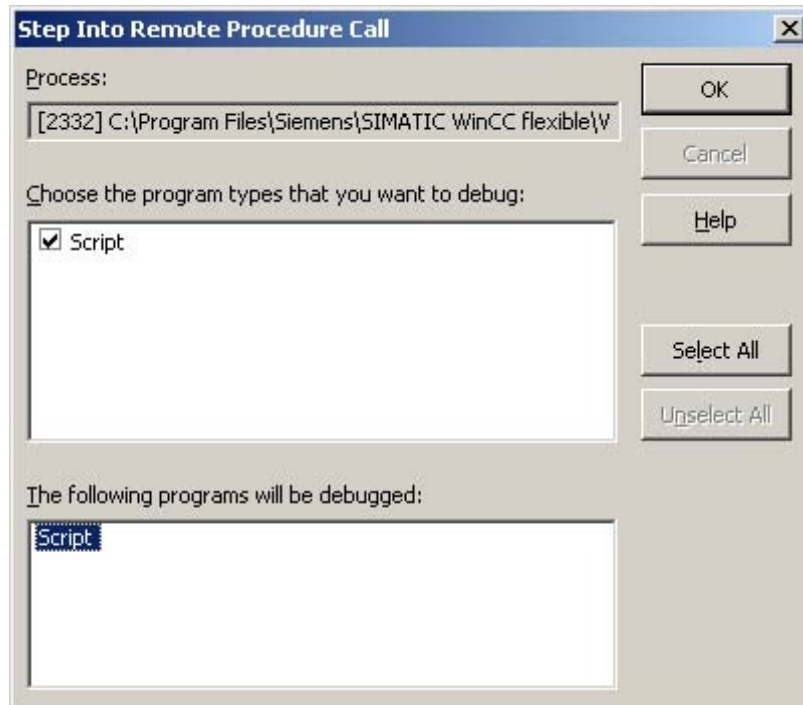 Step Into Remote Procedure Call
Process:
[2332] C:\Program Files\Siemens\SIMATIC WinCC flexible\V
OK
Cancel
Choose the program types that you want to debug:
Help
Script
Select All
Unselect All
The following programs will be debugged:
Script